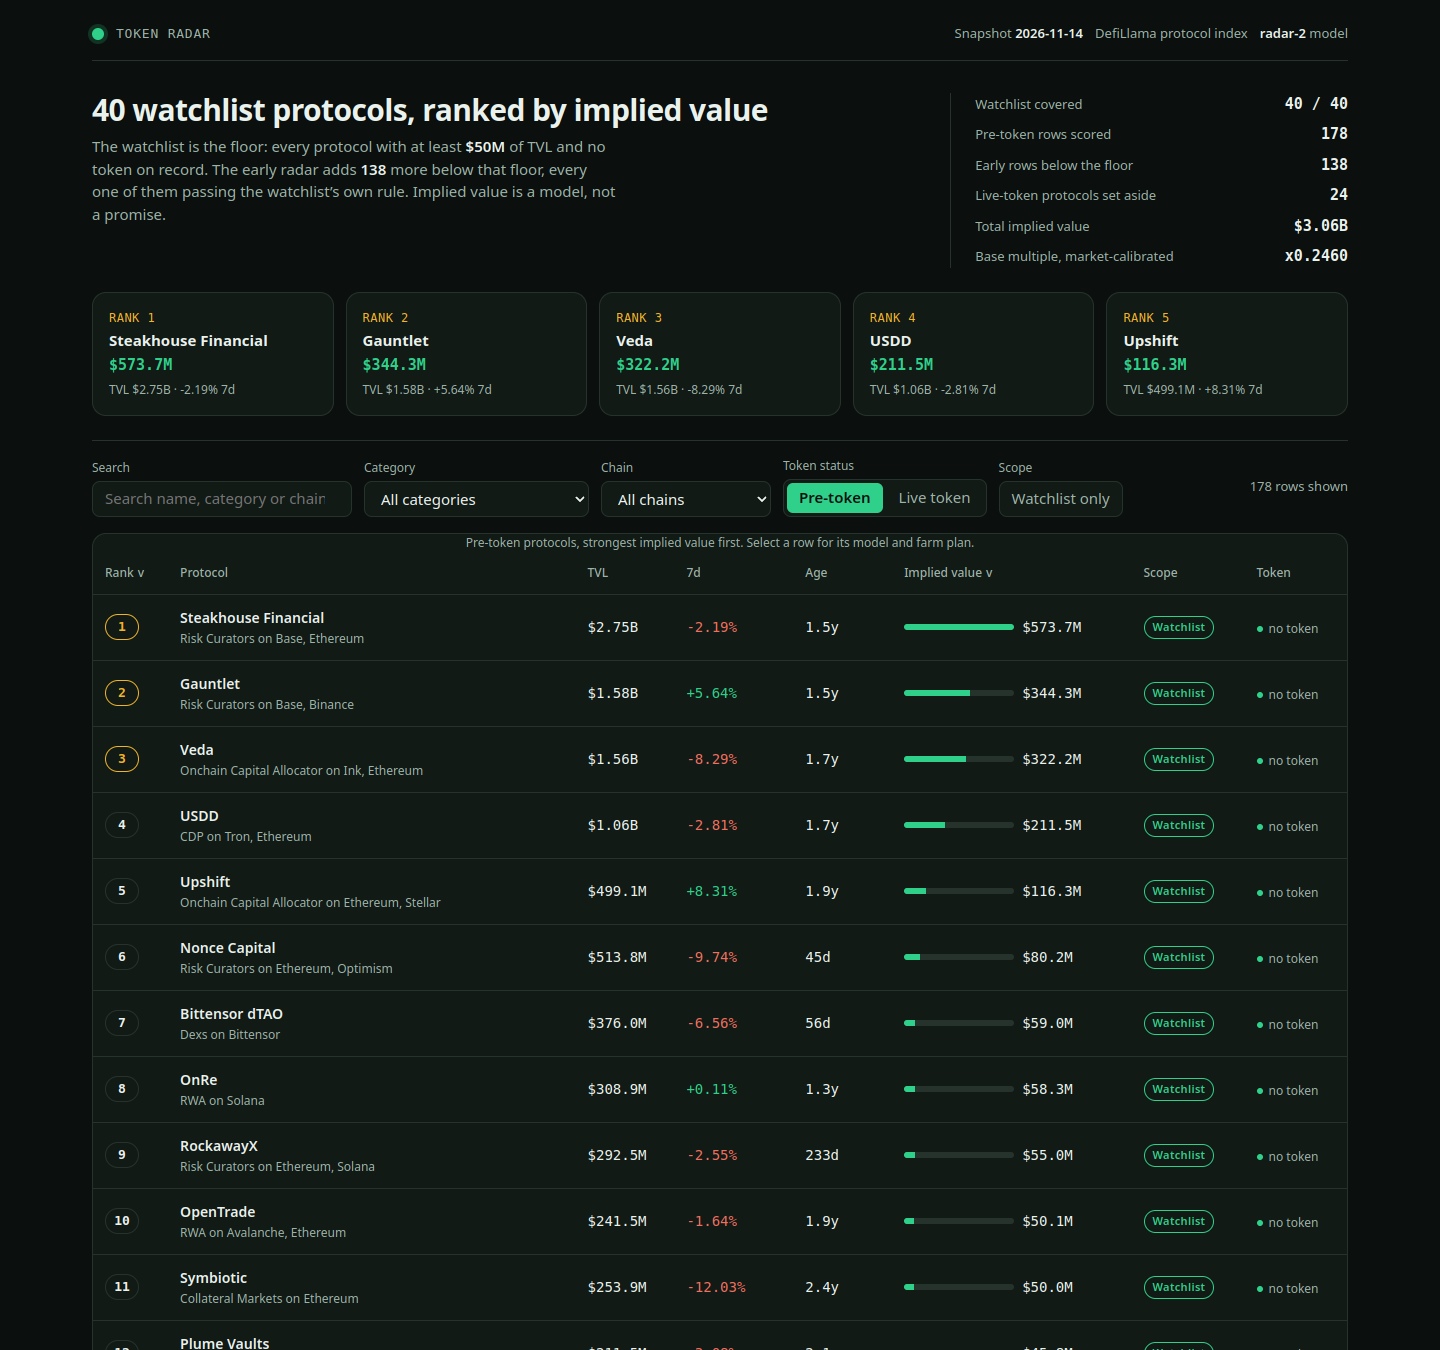 TOKEN RADAR
Snapshot 2026-11-14 DefiLlama protocol index radar-2 model
40 watchlist protocols, ranked by implied value
The watchlist is the floor: every protocol with at least $50M of TVL and no
token on record. The early radar adds 138 more below that floor, every
one of them passing the watchlist’s own rule. Implied value is a model, not
a promise.
Watchlist covered 40 / 40
Pre-token rows scored 178
Early rows below the floor 138
Live-token protocols set aside 24
Total implied value $3.06B
Base multiple, market-calibrated x0.2460
RANK 1
Steakhouse Financial
$573.7M
TVL $2.75B · -2.19% 7d
RANK 2
Gauntlet
$344.3M
TVL $1.58B · +5.64% 7d
RANK 3
Veda
$322.2M
TVL $1.56B · -8.29% 7d
RANK 4
USDD
$211.5M
TVL $1.06B · -2.81% 7d
RANK 5
Upshift
$116.3M
TVL $499.1M · +8.31% 7d
Search Category Chain Token status Scope
Search name, category or chain All categories All chains Pre-token Live token Watchlist only 178 rows shown
Pre-token protocols, strongest implied value first. Select a row for its model and farm plan.
Rank v Protocol TVL 7d Age Implied value v Scope Token
1 Steakhouse Financial $2.75B -2.19% 1.5y $573.7M Watchlist no token
Risk Curators on Base, Ethereum
2 Gauntlet $1.58B +5.64% 1.5y $344.3M Watchlist no token
Risk Curators on Base, Binance
3 Veda $1.56B -8.29% 1.7y $322.2M Watchlist no token
Onchain Capital Allocator on Ink, Ethereum
4 USDD $1.06B -2.81% 1.7y $211.5M Watchlist no token
CDP on Tron, Ethereum
5 Upshift $499.1M +8.31% 1.9y $116.3M Watchlist no token
Onchain Capital Allocator on Ethereum, Stellar
6 Nonce Capital $513.8M -9.74% 45d $80.2M Watchlist no token
Risk Curators on Ethereum, Optimism
7 Bittensor dTAO $376.0M -6.56% 56d $59.0M Watchlist no token
Dexs on Bittensor
8 OnRe $308.9M +0.11% 1.3y $58.3M Watchlist no token
RWA on Solana
9 RockawayX $292.5M -2.55% 233d $55.0M Watchlist no token
Risk Curators on Ethereum, Solana
10 OpenTrade $241.5M -1.64% 1.9y $50.1M Watchlist no token
RWA on Avalanche, Ethereum
11 Symbiotic $253.9M -12.03% 2.4y $50.0M Watchlist no token
Collateral Markets on Ethereum
Plume Vaults